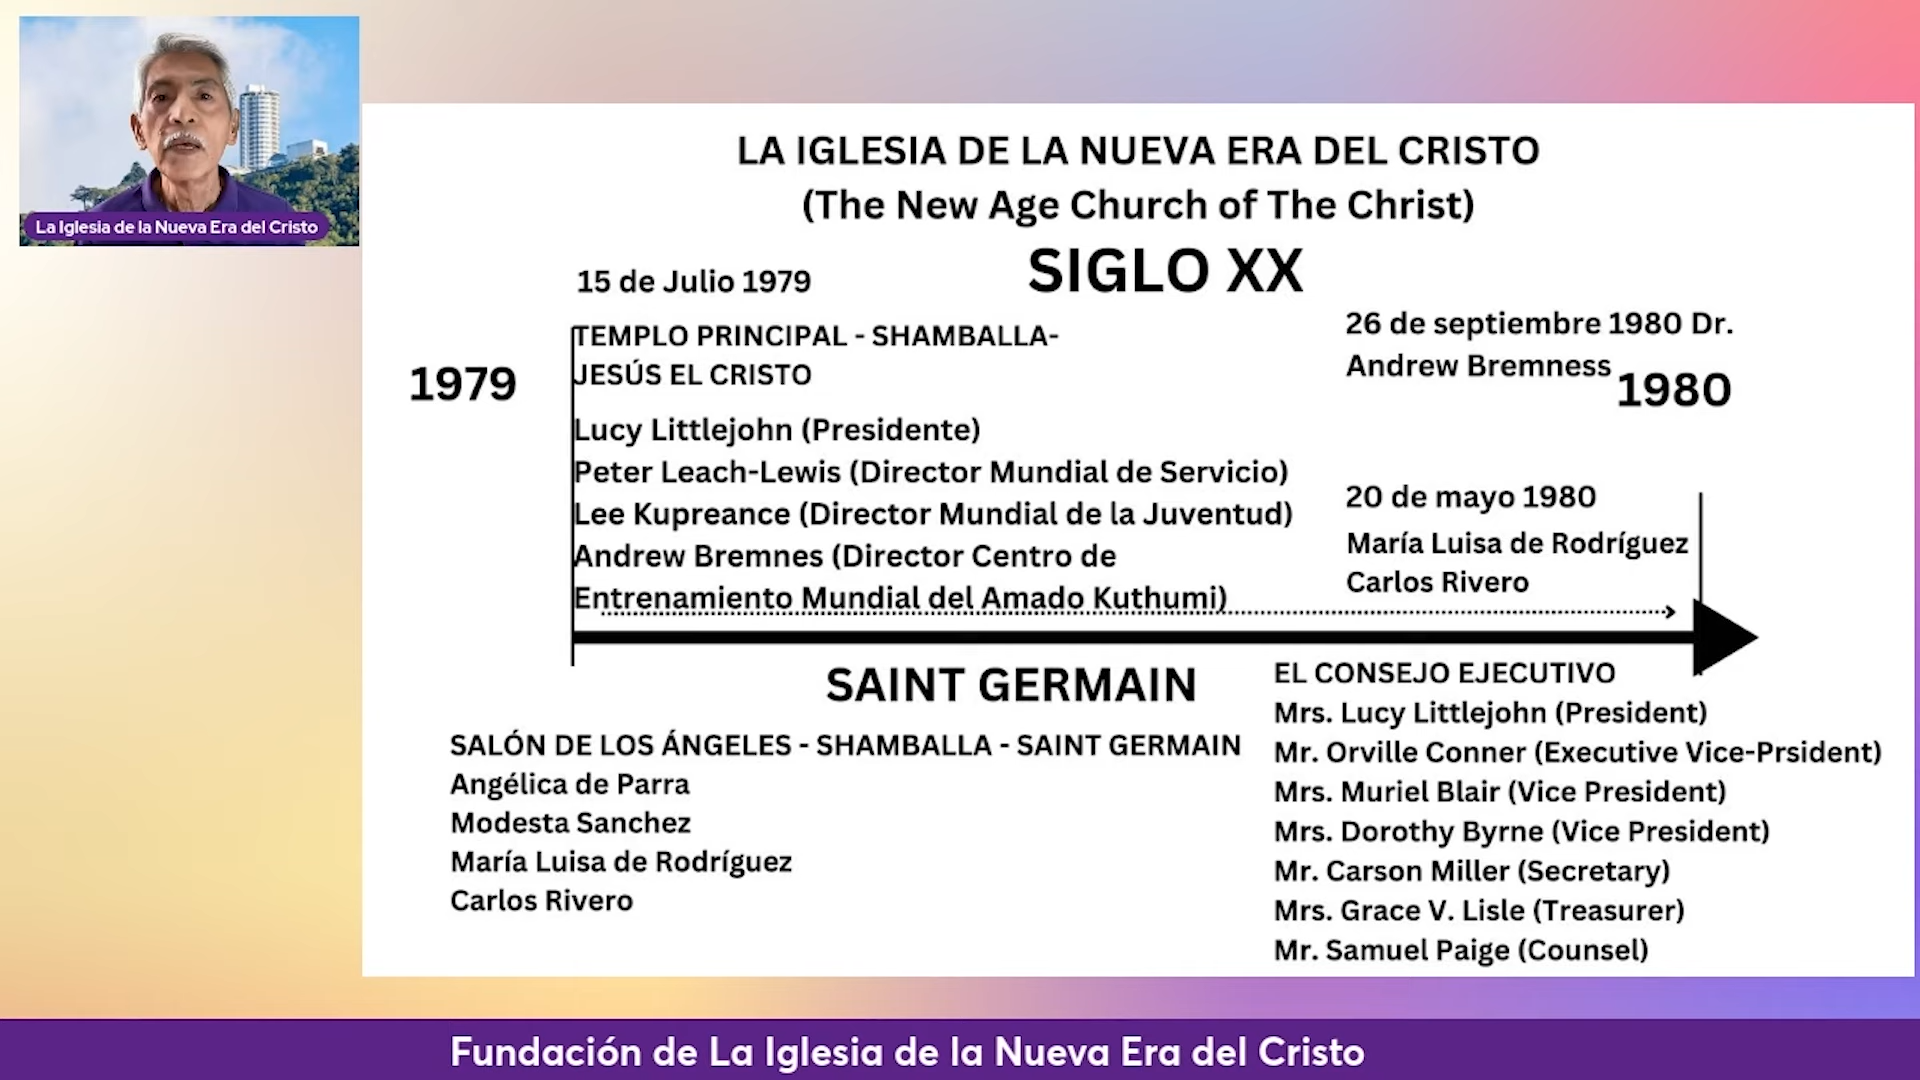 La Iglesia de la Nueva Era del Cristo
LA IGLESIA DE LA NUEVA ERA DEL CRISTO
(The New Age Church of The Christ)
SIGLO XX
15 de Julio 1979
1979
TEMPLO PRINCIPAL - SHAMBALLA-
JESÚS EL CRISTO
Lucy Littlejohn (Presidente)
Peter Leach-Lewis (Director Mundial de Servicio)
Lee Kupreance (Director Mundial de la Juventud)
Andrew Bremnes (Director Centro de
Entrenamiento Mundial del Amado Kuthumi)
26 de septiembre 1980 Dr.
Andrew Bremness
1980
20 de mayo 1980
María Luisa de Rodríguez
Carlos Rivero
SAINT GERMAIN
SALÓN DE LOS ÁNGELES - SHAMBALLA - SAINT GERMAIN
Angélica de Parra
Modesta Sanchez
María Luisa de Rodríguez
Carlos Rivero
EL CONSEJO EJECUTIVO
Mrs. Lucy Littlejohn (President)
Mr. Orville Conner (Executive Vice-Prsident)
Mrs. Muriel Blair (Vice President)
Mrs. Dorothy Byrne (Vice President)
Mr. Carson Miller (Secretary)
Mrs. Grace V. Lisle (Treasurer)
Mr. Samuel Paige (Counsel)
Fundación de La Iglesia de la Nueva Era del Cristo